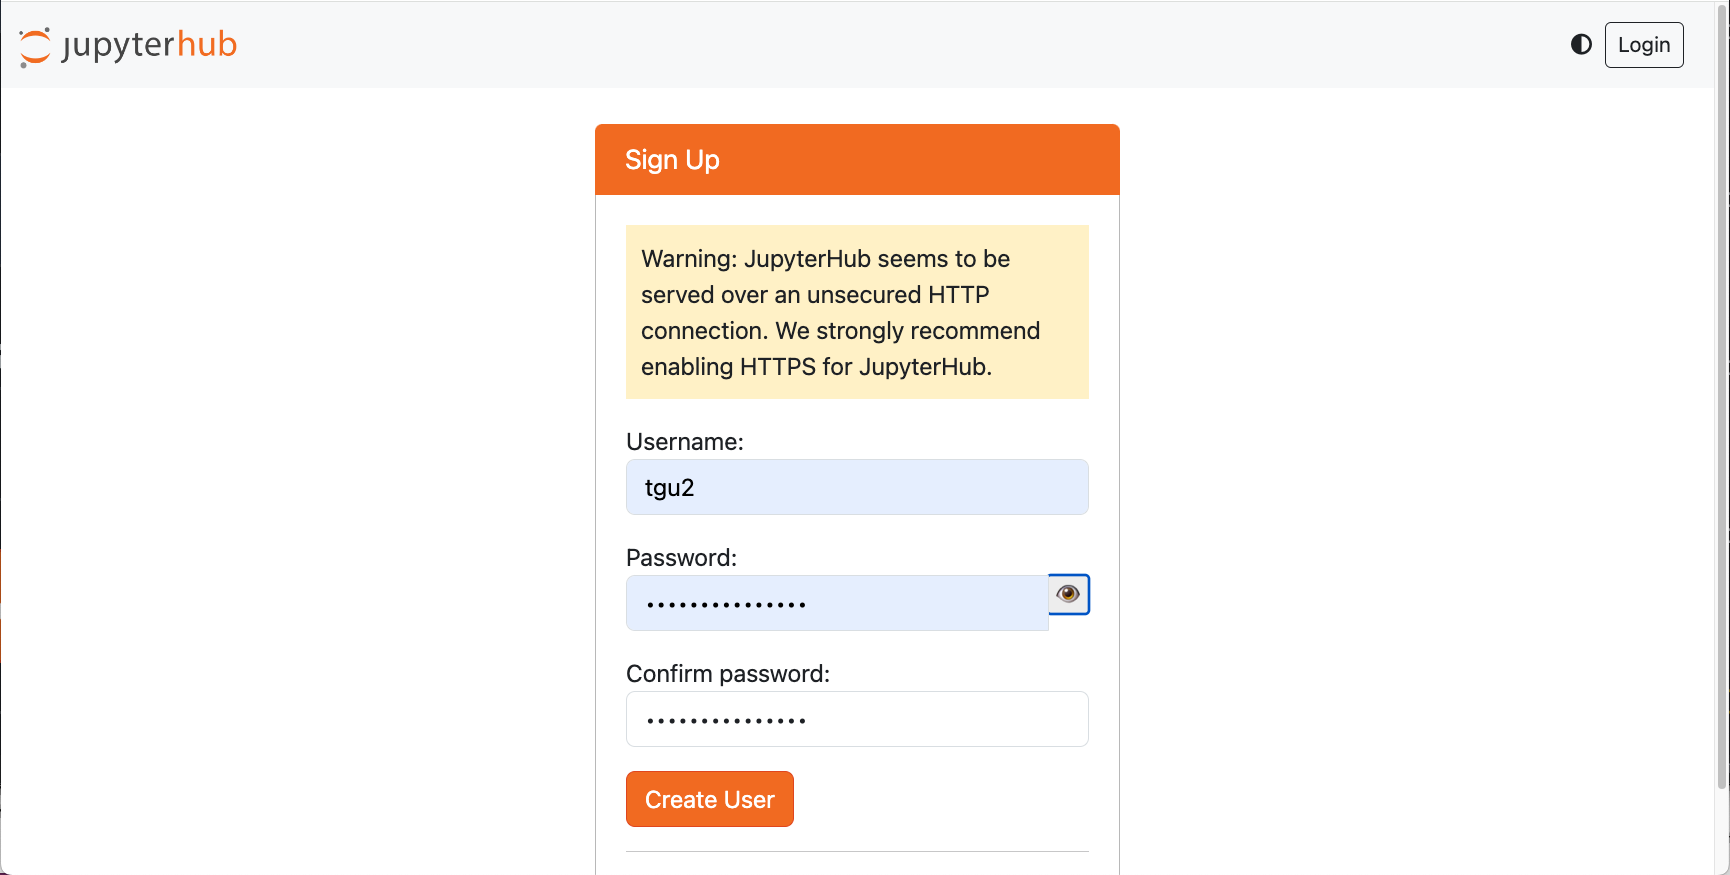 jupyterhub
Login
Sign Up
Warning: JupyterHub seems to be
served over an unsecured HTTP
connection. We strongly recommend
enabling HTTPS for JupyterHub.
Username:
tgu2
Password:
•••••••••••••••
Confirm password:
•••••••••••••••
Create User